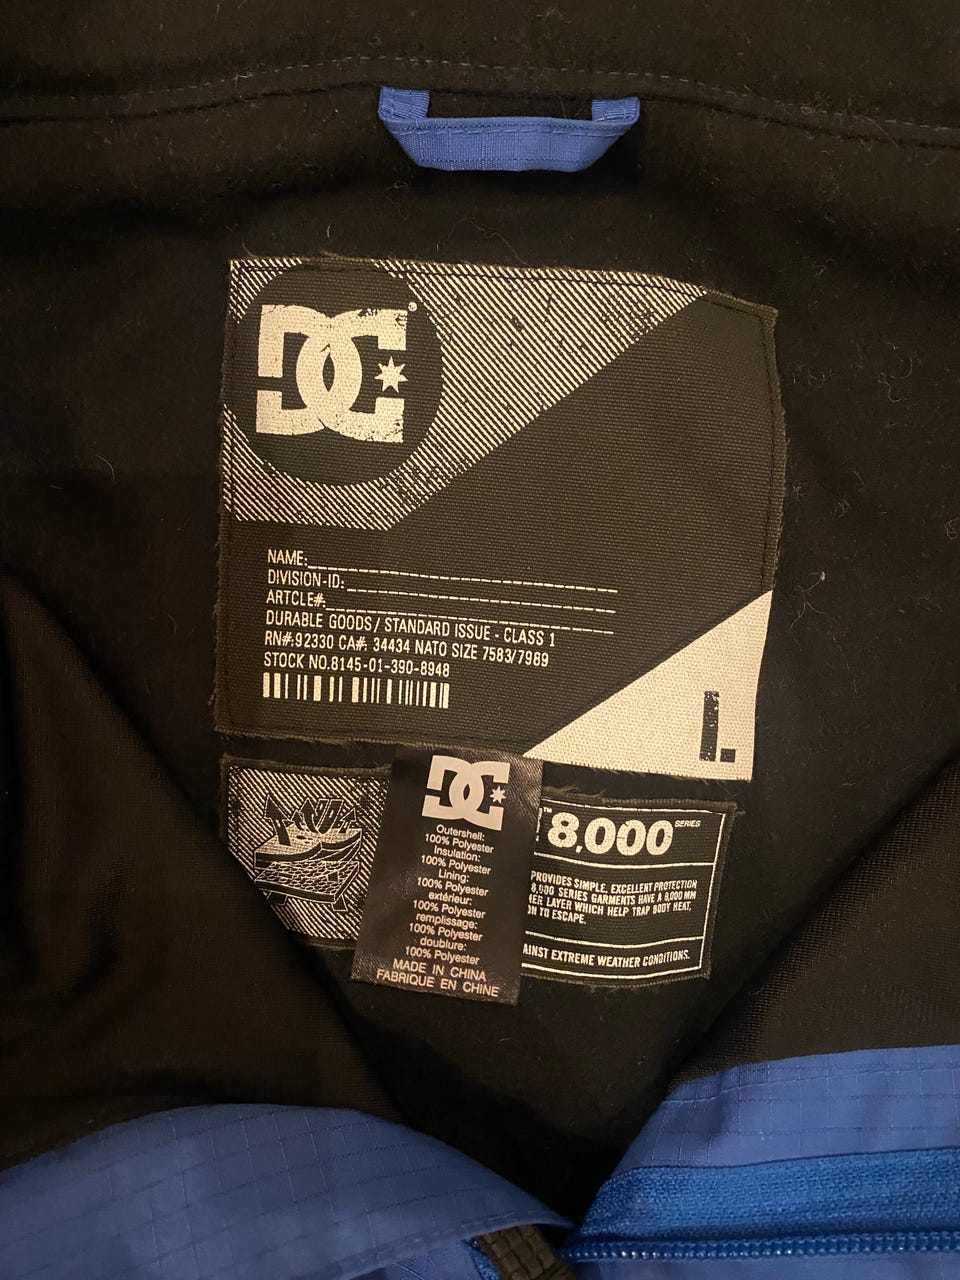 DC
NAME:
DIVISION-ID:
ARTCLE#:
DURABLE GOODS / STANDARD ISSUE - CLASS 1
RN#:92330 CA#: 34434 NATO SIZE 7583/7989
STOCK NO.8145-01-390-8948
L.
DC
Outershell:
100% Polyester
Insulation:
100% Polyester
Lining:
100% Polyester
extérieur:
100% Polyester
remplissage:
100% Polyester
doublure:
100% Polyester
MADE IN CHINA
FABRIQUE EN CHINE
8,000 SERIES
PROVIDES SIMPLE, EXCELLENT PROTECTION
8,000 SERIES GARMENTS HAVE A 8,000 MM
LAYER WHICH HELP TRAP BODY HEAT,
TO ESCAPE.
EXTREME WEATHER CONDITIONS.